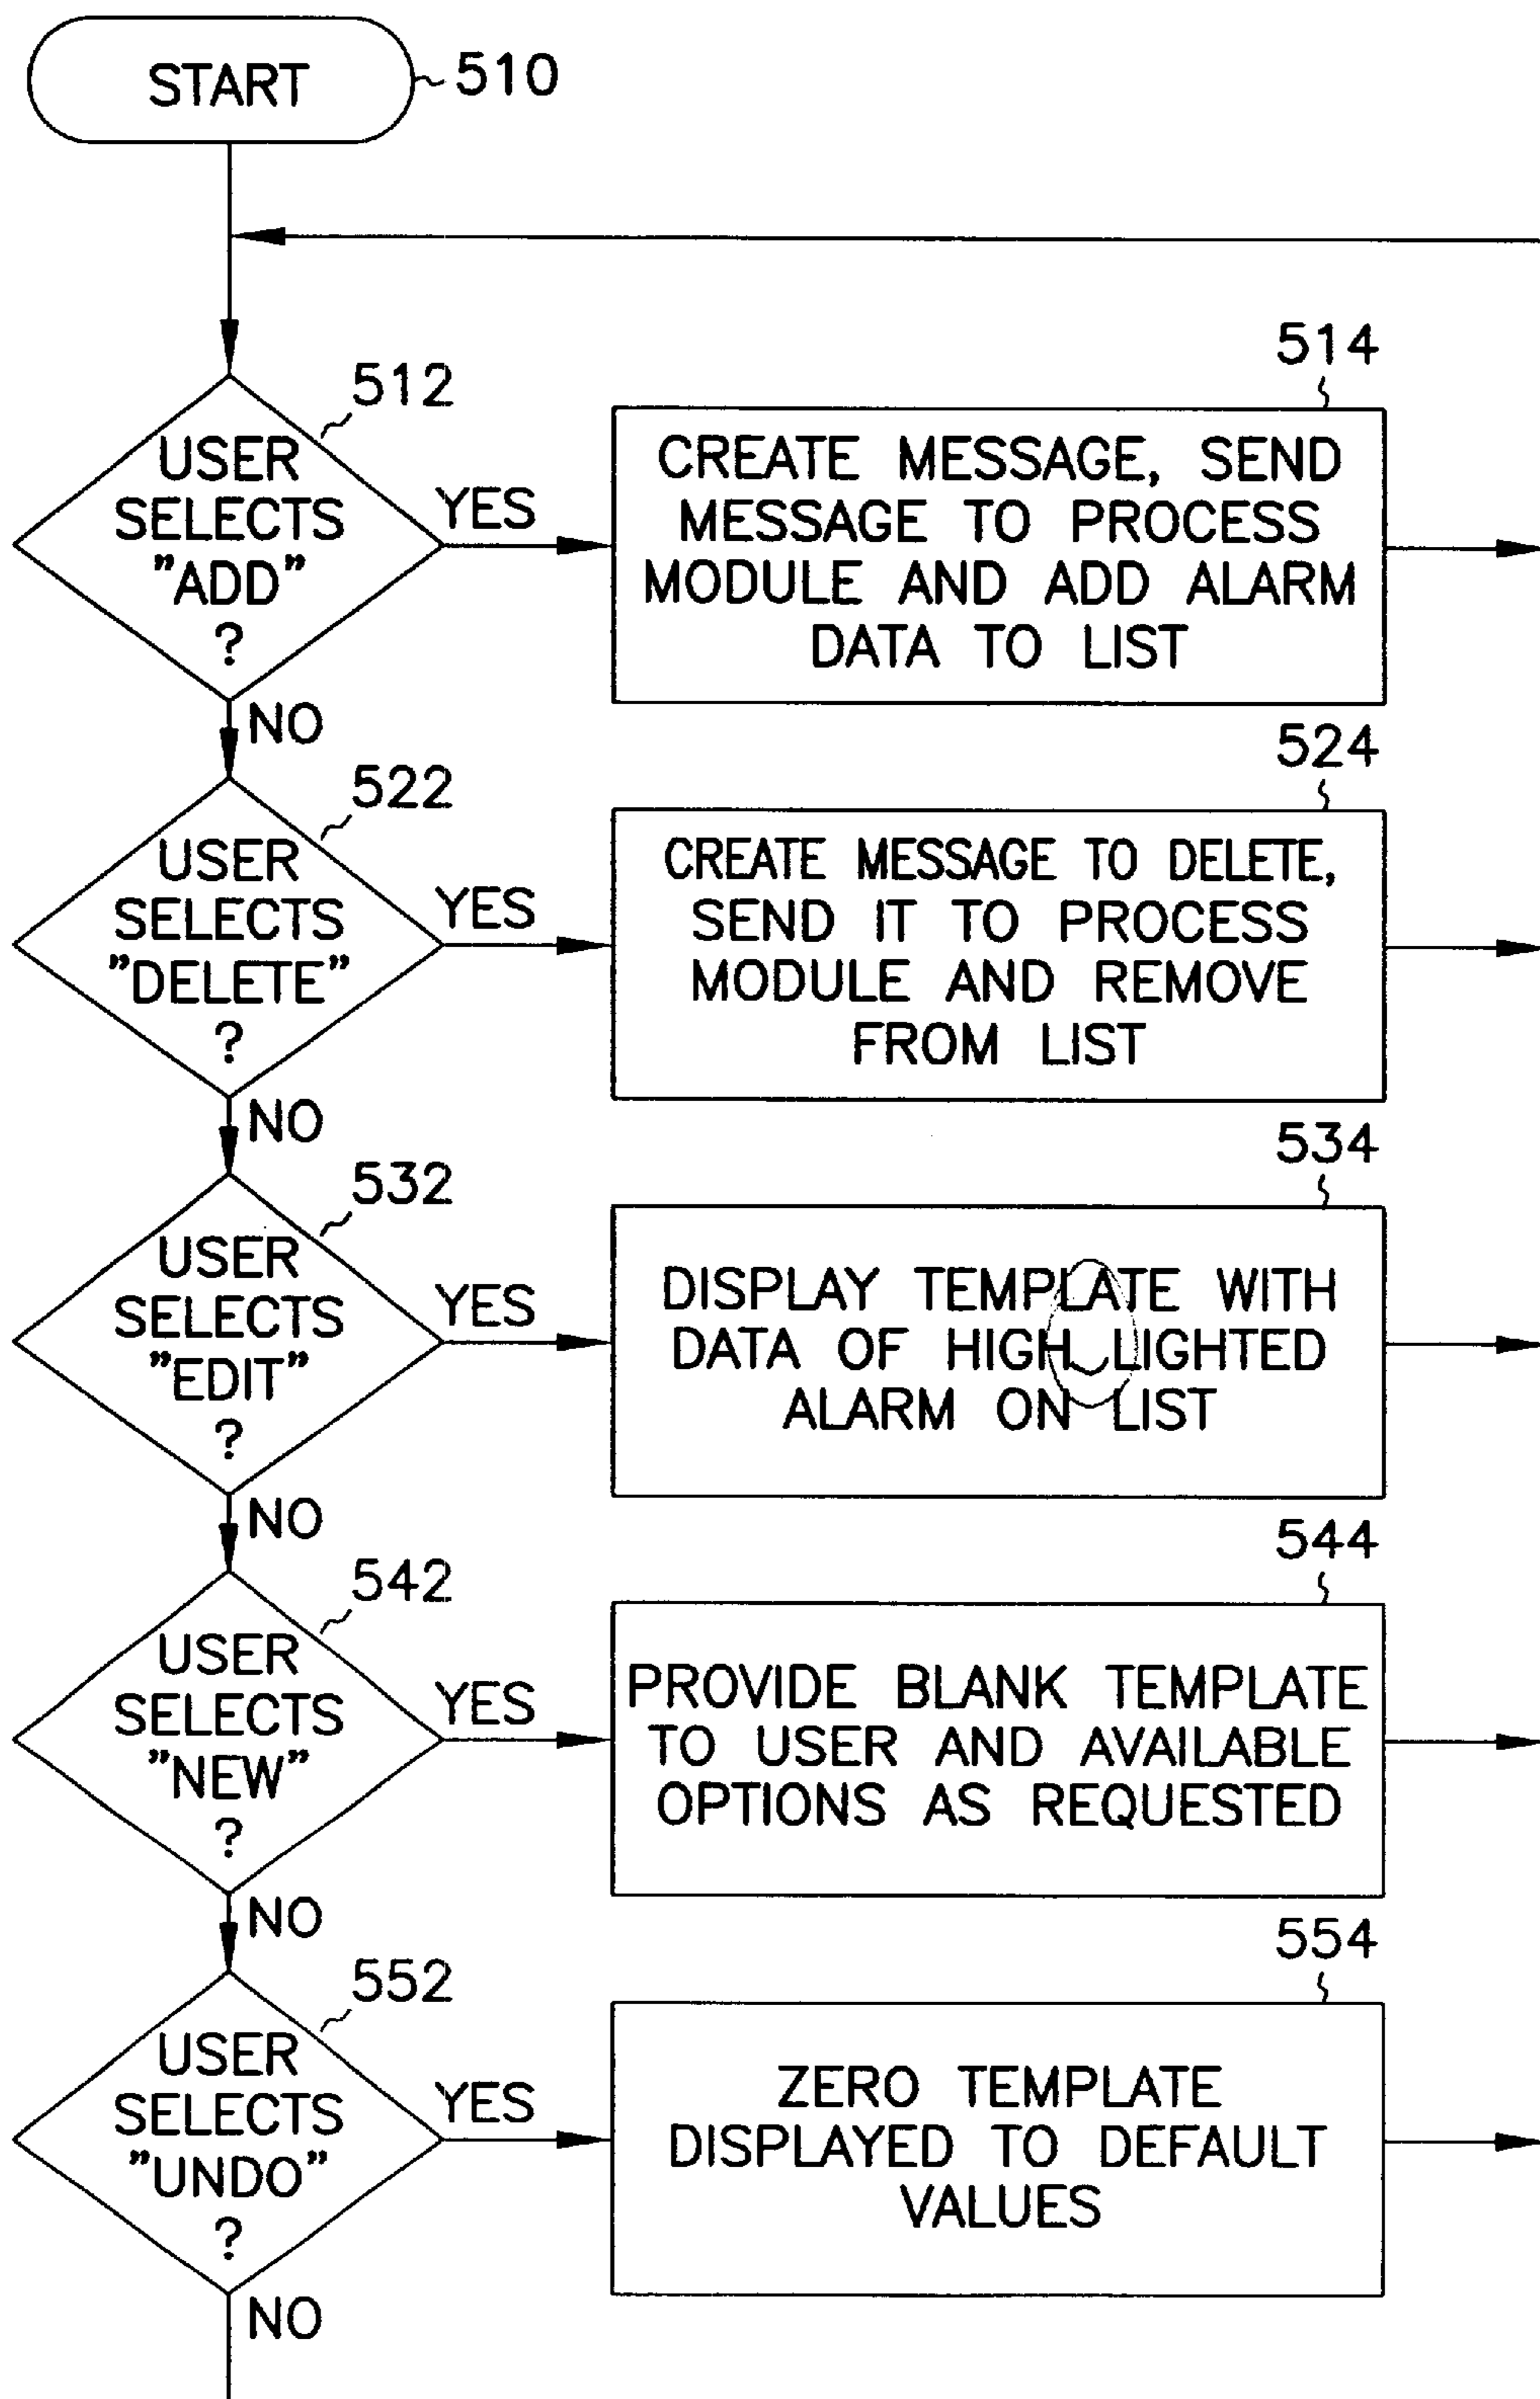 START
510
512
USER
SELECTS
"ADD"
?
YES
514
CREATE MESSAGE, SEND
MESSAGE TO PROCESS
MODULE AND ADD ALARM
DATA TO LIST
NO
522
USER
SELECTS
"DELETE"
?
YES
524
CREATE MESSAGE TO DELETE,
SEND IT TO PROCESS
MODULE AND REMOVE
FROM LIST
NO
532
USER
SELECTS
"EDIT"
?
YES
534
DISPLAY TEMPLATE WITH
DATA OF HIGH LIGHTED
ALARM ON LIST
NO
542
USER
SELECTS
"NEW"
?
YES
544
PROVIDE BLANK TEMPLATE
TO USER AND AVAILABLE
OPTIONS AS REQUESTED
NO
552
USER
SELECTS
"UNDO"
?
YES
554
ZERO TEMPLATE
DISPLAYED TO DEFAULT
VALUES
NO